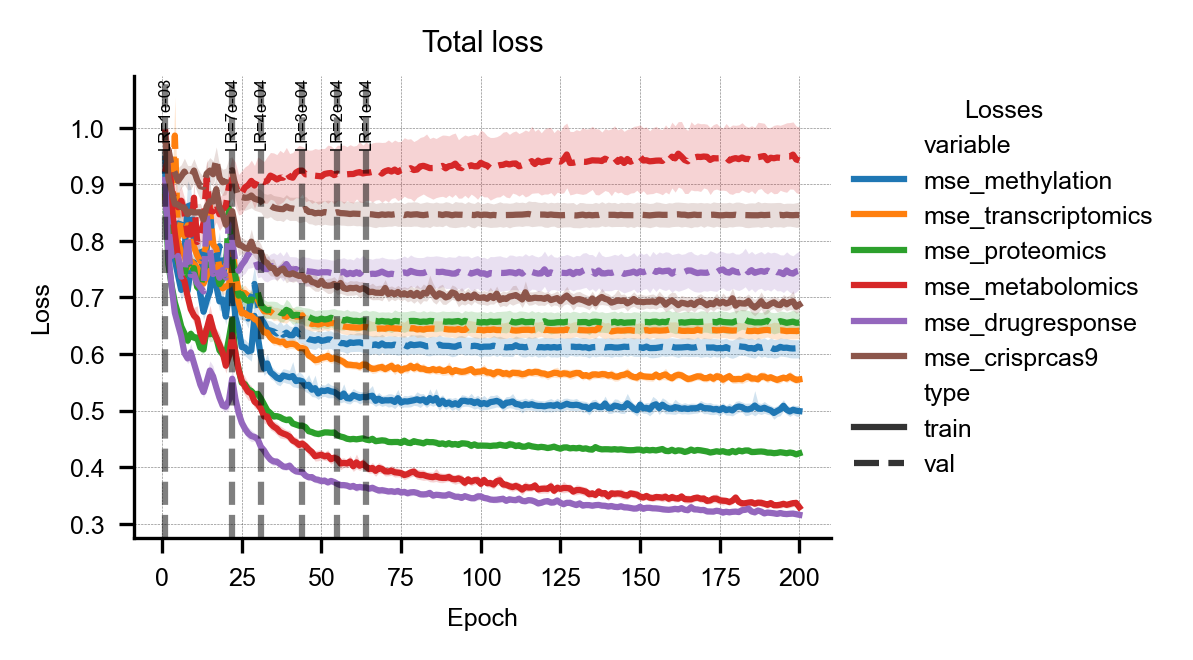 Total loss
LR=1e-03
LR=7e-04
LR=4e-04
LR=3e-04
LR=2e-04
LR=1e-04
1.0
0.9
0.8
0.7
0.6
0.5
0.4
0.3
Loss
0 25 50 75 100 125 150 175 200
Epoch
Losses
variable
mse_methylation
mse_transcriptomics
mse_proteomics
mse_metabolomics
mse_drugresponse
mse_crisprcas9
type
train
val